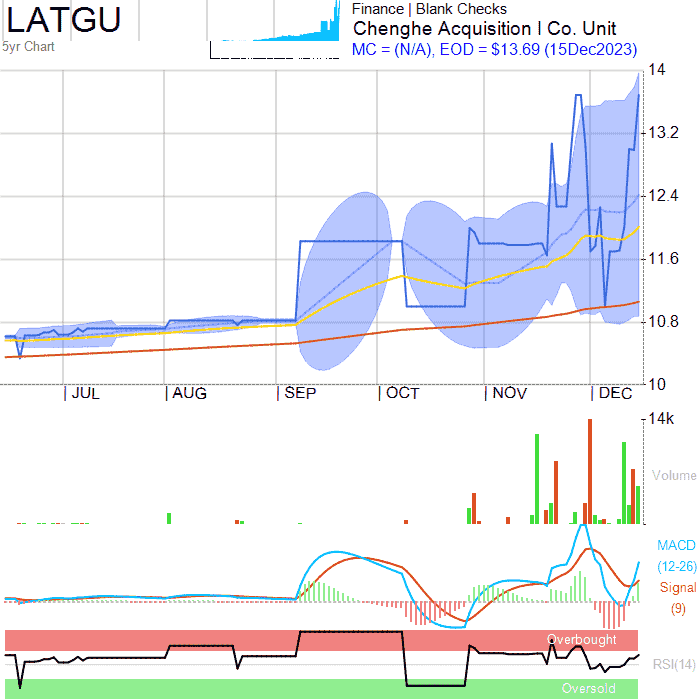 LATGU
5yr Chart
Finance | Blank Checks
Chenghe Acquisition I Co. Unit
MC = (N/A), EOD = $13.69 (15Dec2023)
14
13.2
12.4
11.6
10.8
10
JUL AUG SEP OCT NOV DEC
14k
Volume
MACD
(12-26)
Signal
(9)
Overbought
RSI(14)
Oversold